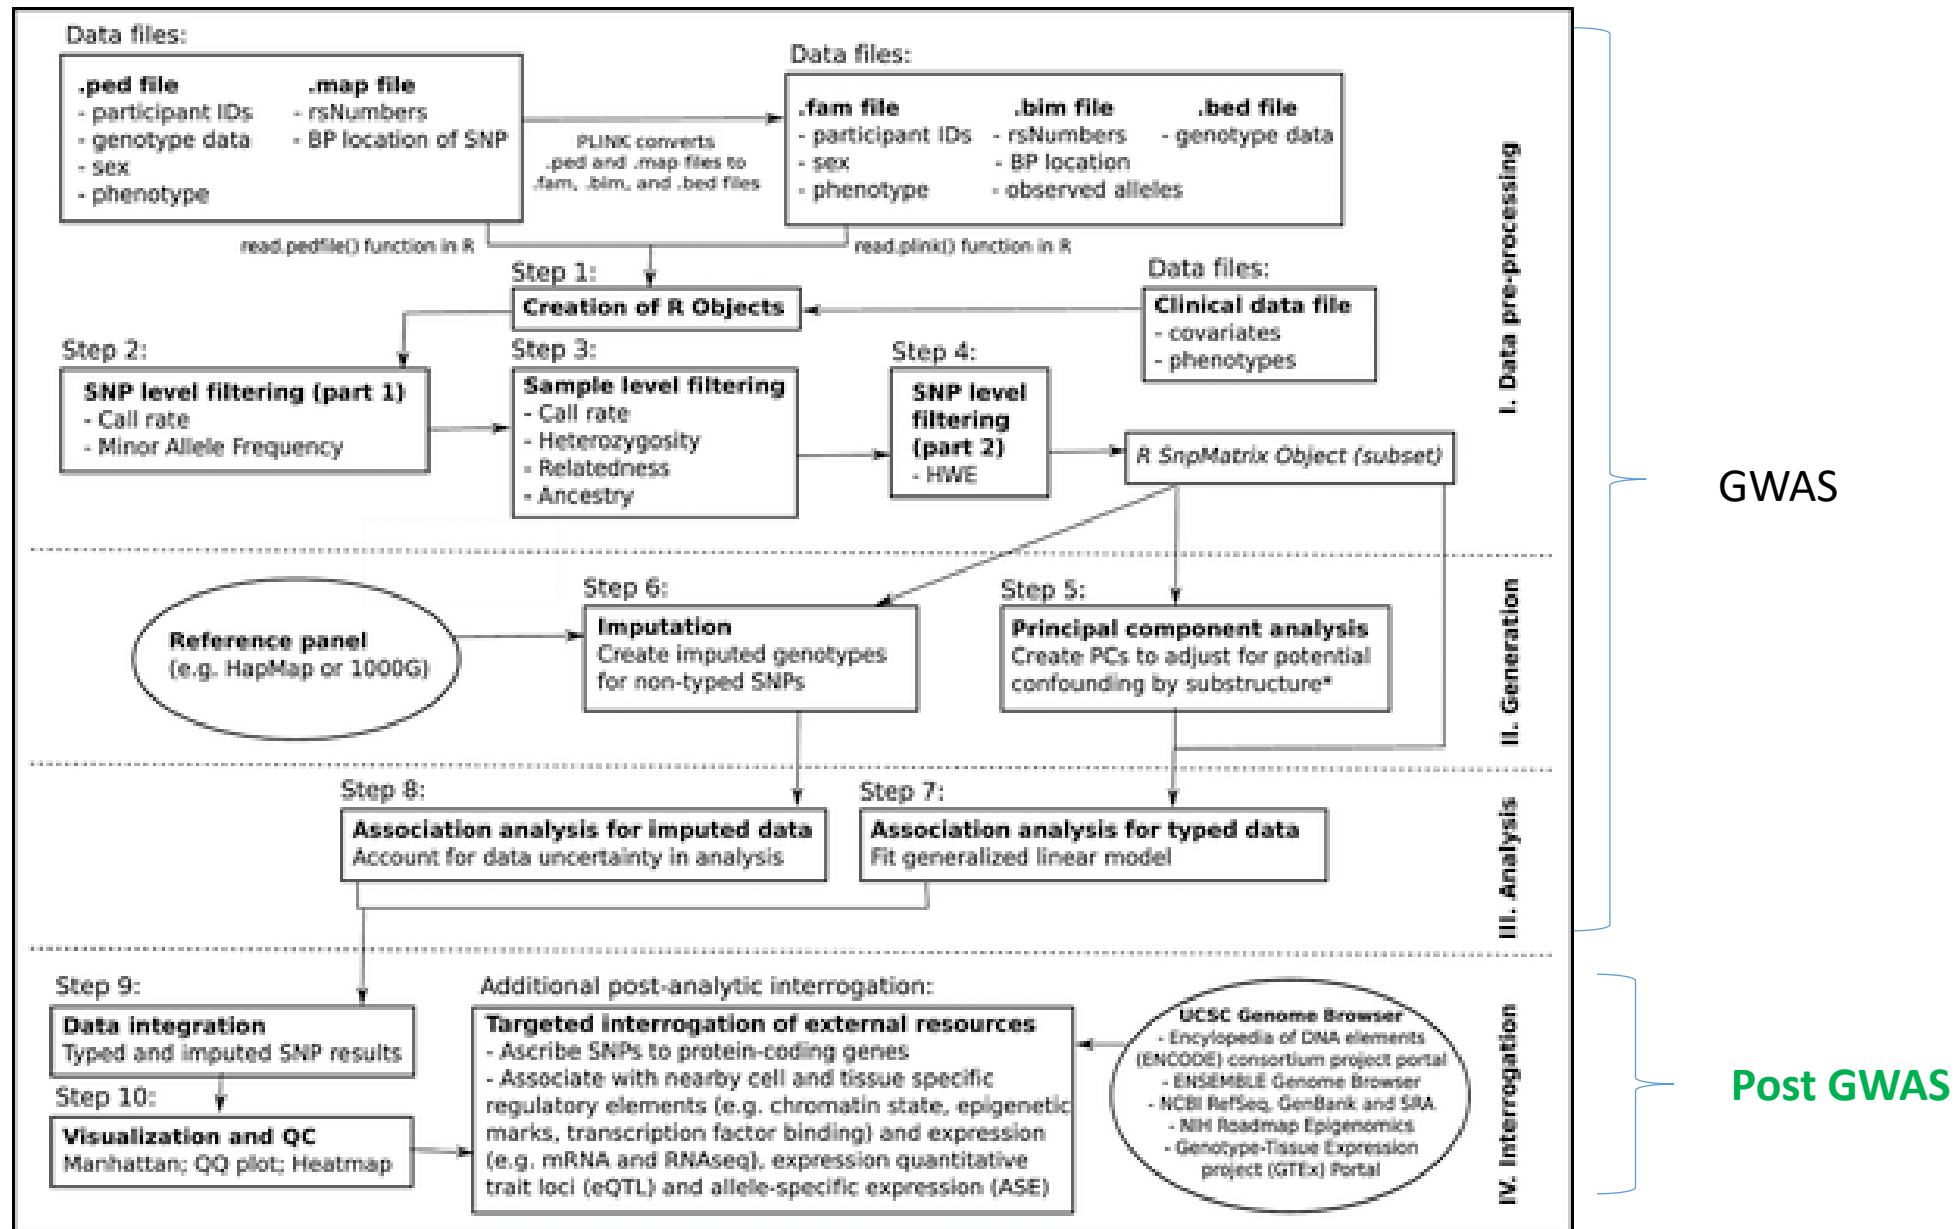 Data files:
.ped file
- participant IDs
- genotype data
- sex
- phenotype
.map file
- rsNumbers
- BP location of SNP
PLINK converts
.ped and .map files to
.fam, .bim, and .bed files
Data files:
.fam file
- participant IDs
- sex
- phenotype
.bim file
- rsNumbers
- BP location
- observed alleles
.bed file
- genotype data
read.pedfile() function in R
read.plink() function in R
Step 1:
Creation of R Objects
Data files:
Clinical data file
- covariates
- phenotypes
Step 2:
SNP level filtering (part 1)
- Call rate
- Minor Allele Frequency
Step 3:
Sample level filtering
- Call rate
- Heterozygosity
- Relatedness
- Ancestry
Step 4:
SNP level
filtering
(part 2)
- HWE
R SnpMatrix Object (subset)
I. Data pre-processing
GWAS
Reference panel
(e.g. HapMap or 1000G)
Step 6:
Imputation
Create imputed genotypes
for non-typed SNPs
Step 5:
Principal component analysis
Create PCs to adjust for potential
confounding by substructure*
II. Generation
Step 8:
Association analysis for imputed data
Account for data uncertainty in analysis
Step 7:
Association analysis for typed data
Fit generalized linear model
III. Analysis
Step 9:
Data integration
Typed and imputed SNP results
Step 10:
Visualization and QC
Manhattan; QQ plot; Heatmap
Additional post-analytic interrogation:
Targeted interrogation of external resources
- Ascribe SNPs to protein-coding genes
- Associate with nearby cell and tissue specific
regulatory elements (e.g. chromatin state, epigenetic
marks, transcription factor binding) and expression
(e.g. mRNA and RNAseq), expression quantitative
trait loci (eQTL) and allele-specific expression (ASE)
UCSC Genome Browser
- Encylopedia of DNA elements
(ENCODE) consortium project portal
- ENSEMBLE Genome Browser
- NCBI RefSeq, GenBank and SRA
- NIH Roadmap Epigenomics
- Genotype-Tissue Expression
project (GTEx) Portal
IV. Interrogation
Post GWAS